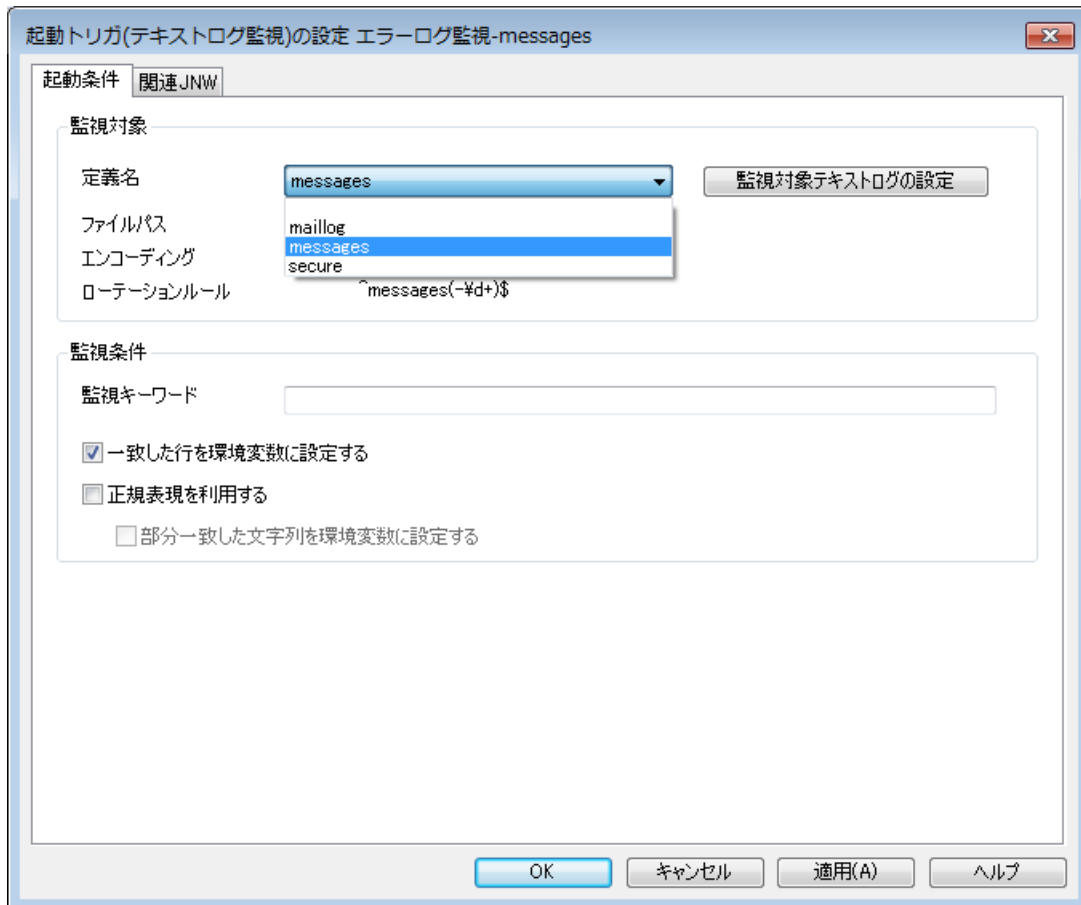 起動トリガ(テキストログ監視)の設定 エラーログ監視-messages
起動条件 関連JNW
監視対象
定義名 messages 監視対象テキストログの設定
ファイルパス
maillog
messages
エンコーディング
secure
ローテーションルール ^messages(-¥d+)$
監視条件
監視キーワード
一致した行を環境変数に設定する
正規表現を利用する
部分一致した文字列を環境変数に設定する
OK キャンセル 適用(A) ヘルプ